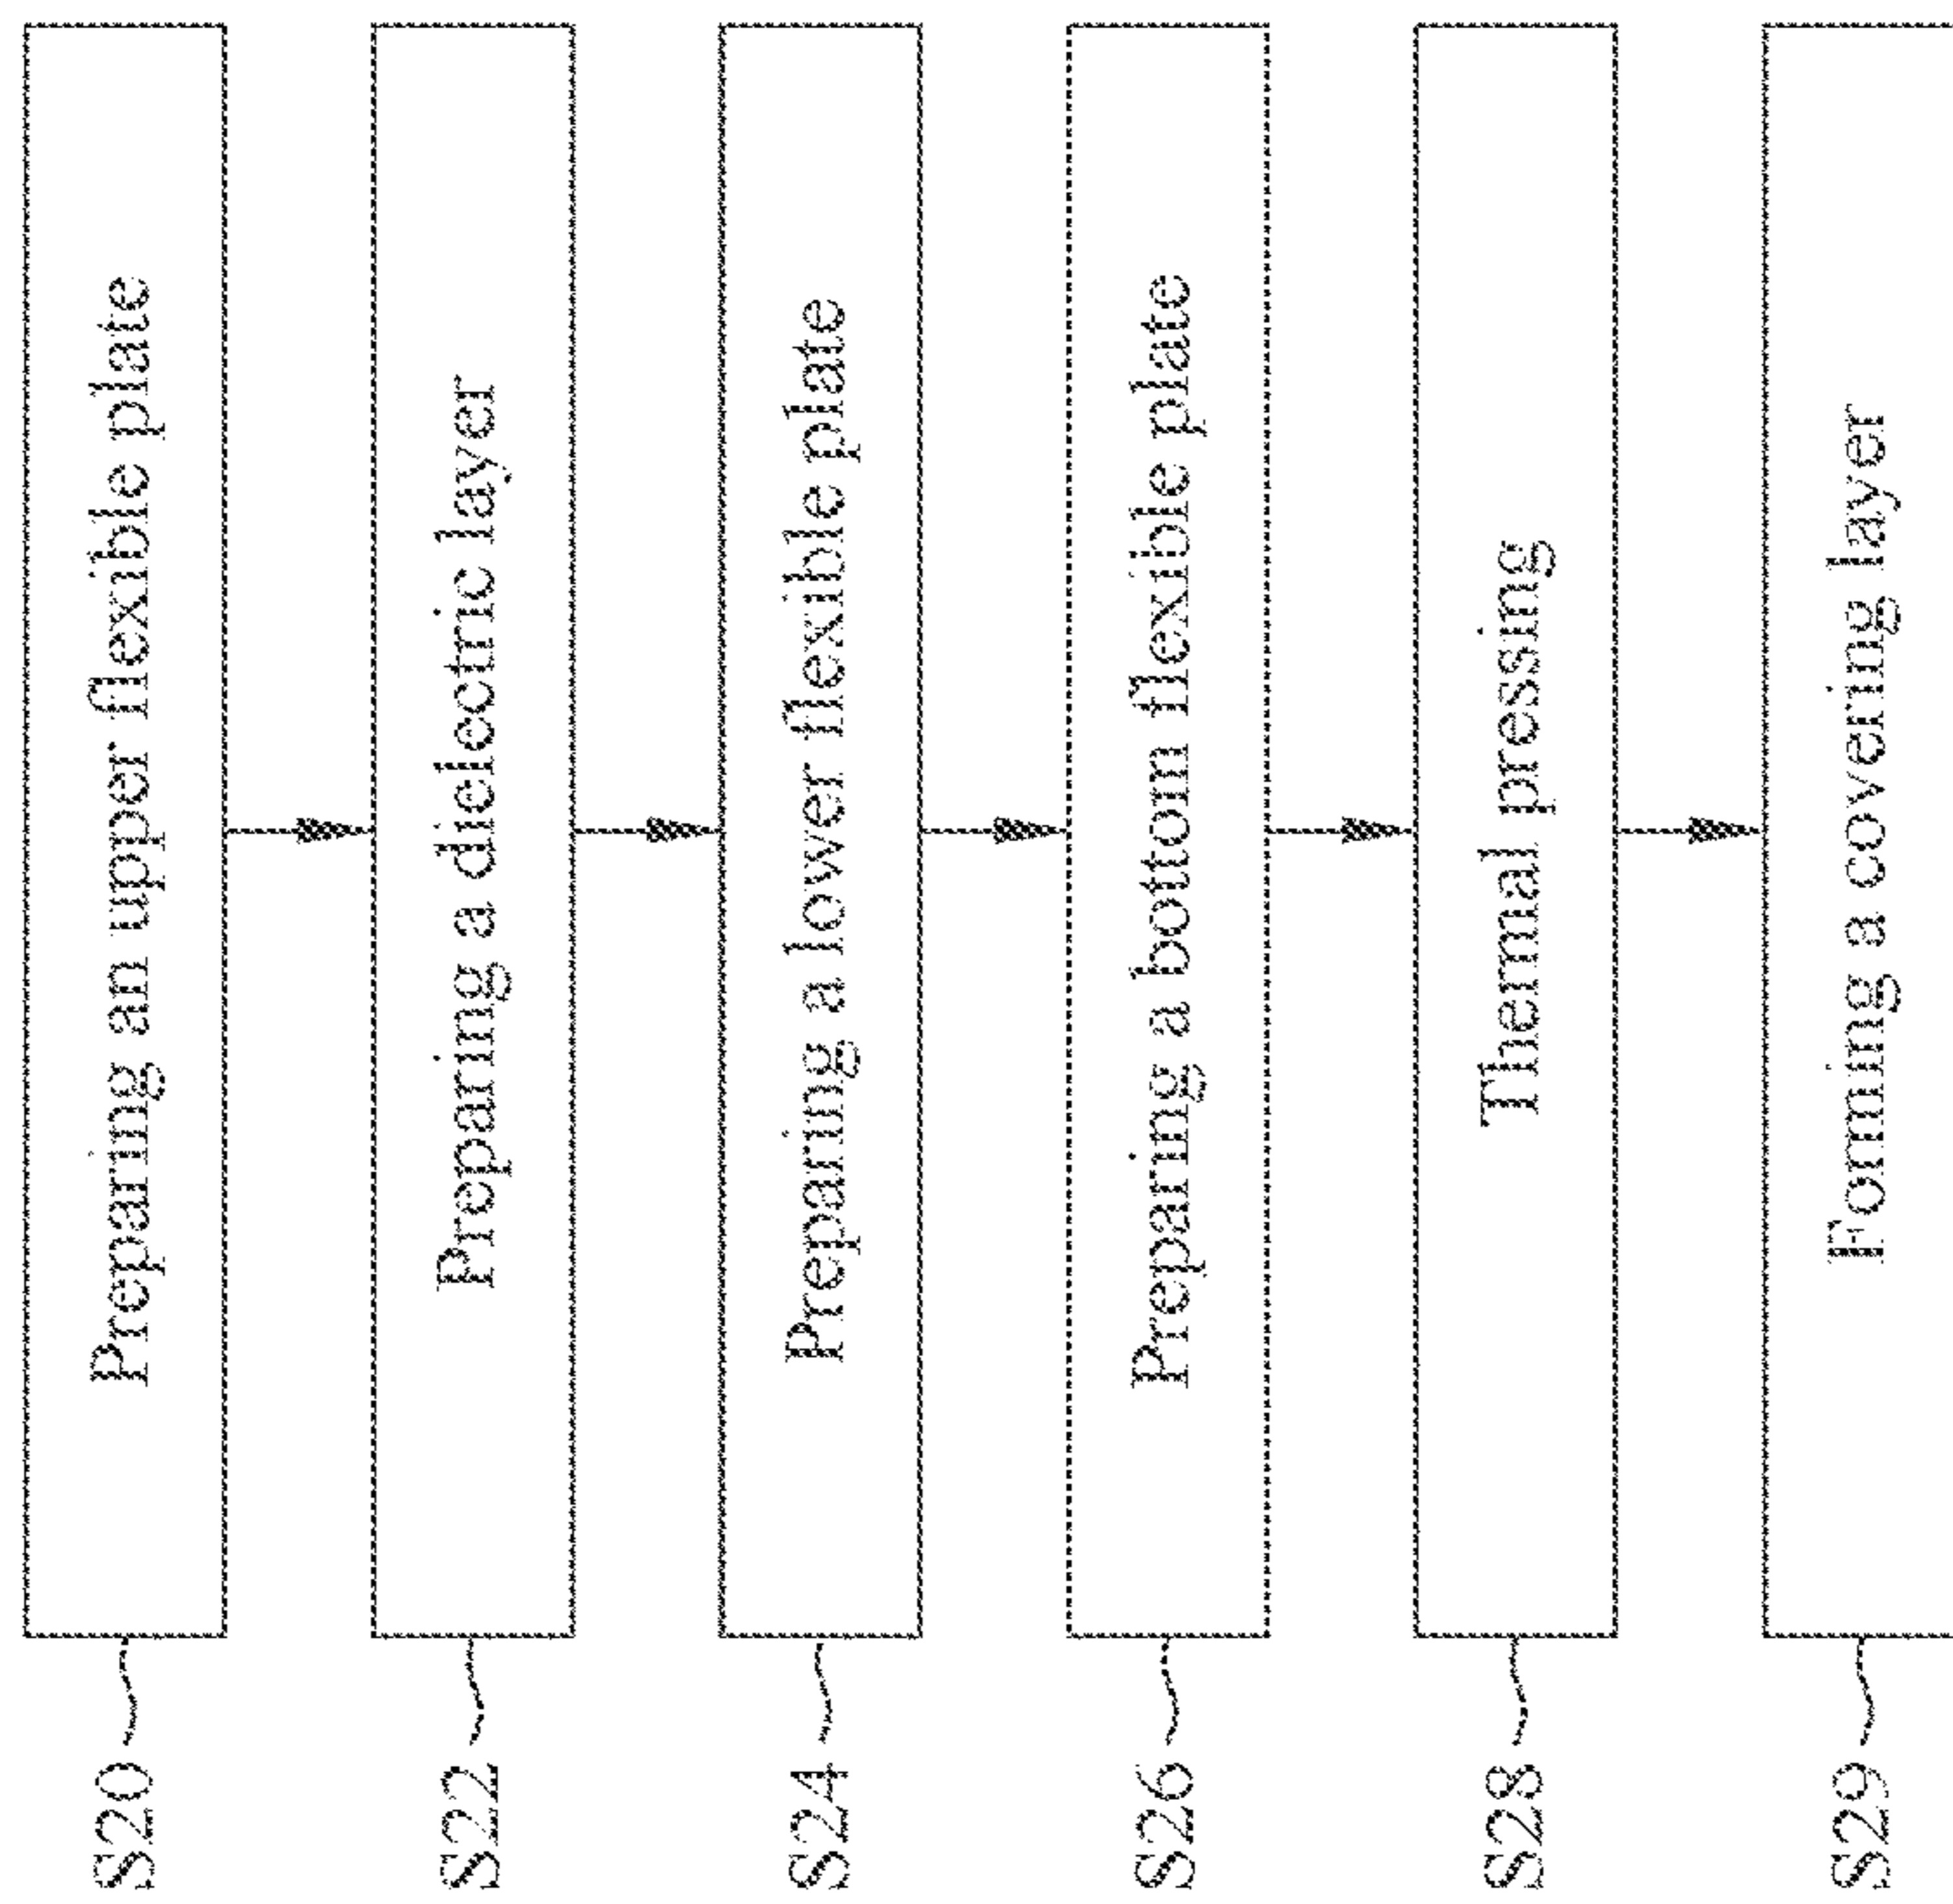 S20 Preparing an upper flexible plate
S22 Preparing a dielectric layer
S24 Preparing a lower flexible plate
S26 Preparing a bottom flexible plate
S28 Thermal pressing
S29 Foming a covering layer